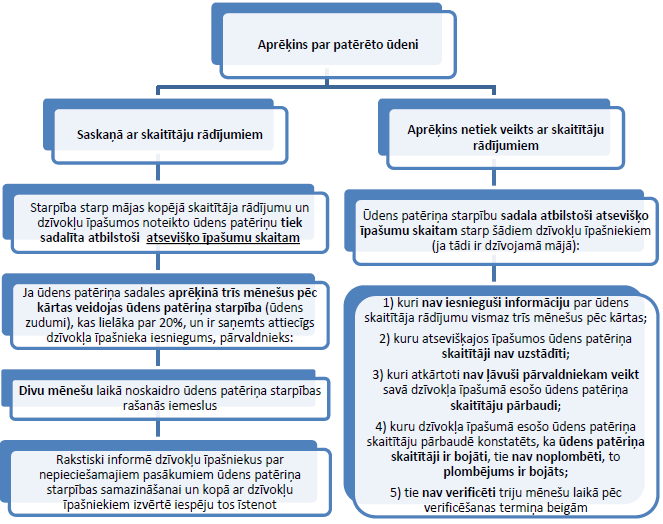 Aprēķins par patērēto ūdeni
Saskaņā ar skaitītāju rādījumiem
Starpība starp mājas kopējā skaitītāja rādījumu un
dzīvokļu īpašumos noteikto ūdens patēriņu tiek
sadalīta atbilstoši atsevišķo īpašumu skaitam
Ja ūdens patēriņa sadales aprēķinā trīs mēnešus pēc
kārtas veidojas ūdens patēriņa starpība (ūdens
zudumi), kas lielāka par 20%, un ir saņemts attiecīgs
dzīvokļa īpašnieka iesniegums, pārvaldnieks:
Divu mēnešu laikā noskaidro ūdens patēriņa starpības
rašanās iemeslus
Rakstiski informē dzīvokļu īpašniekus par
nepieciešamajiem pasākumiem ūdens patēriņa
starpības samazināšanai un kopā ar dzīvokļu
īpašniekiem izvērtē iespēju tos īstenot
Aprēķins netiek veikts ar skaitītāju
rādījumiem
Ūdens patēriņa starpību sadala atbilstoši atsevišķo
īpašumu skaitam starp šādiem dzīvokļu īpašniekiem
(ja tādi ir dzīvojamā mājā):
1) kuri nav iesnieguši informāciju par ūdens
skaitītāja rādījumu vismaz trīs mēnešus pēc kārtas;
2) kuru atsevišķajos īpašumos ūdens patēriņa
skaitītāji nav uzstādīti;
3) kuri atkārtoti nav ļāvuši pārvaldniekam veikt
savā dzīvokļa īpašumā esošo ūdens patēriņa
skaitītāju pārbaudi;
4) kuru dzīvokļa īpašumā esošo ūdens patēriņa
skaitītāju pārbaudē konstatēts, ka ūdens patēriņa
skaitītāji ir bojāti, tie nav noplombēti, to
plombējums ir bojāts;
5) tie nav verificēti triju mēnešu laikā pēc
verificēšanas termiņa beigām